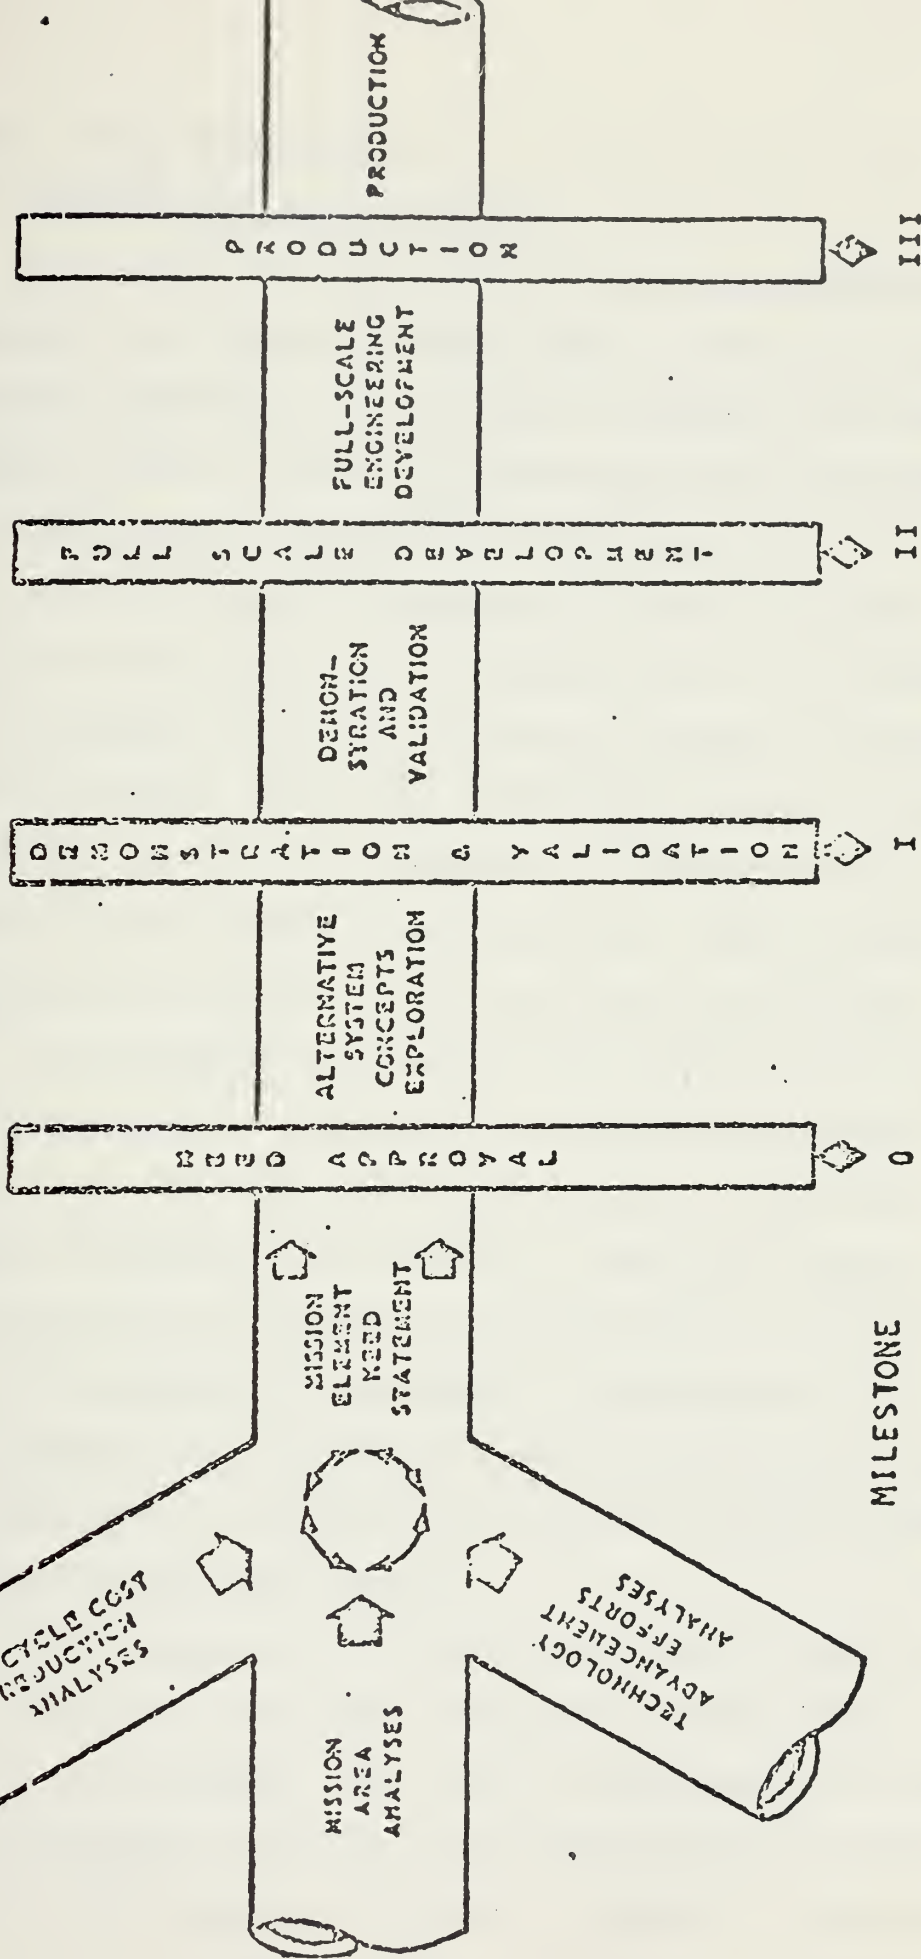 CYCLE COST
REDUCTION
ANALYSES
MISSION
AREA
ANALYSES
TECHNOLOGY
ADVANCEMENT
EFFORTS
ANALYSES
MISSION
ELEMENT
NEED
STATEMENT
NEED APPROVAL
ALTERNATIVE
SYSTEM
CONCEPTS
EXPLORATION
DEMONSTRATION & VALIDATION
DEMON-
STRATION
AND
VALIDATION
FULL SCALE DEVELOPMENT
FULL-SCALE
ENGINEERING
DEVELOPMENT
PRODUCTION
PRODUCTION
MILESTONE
0
I
II
III